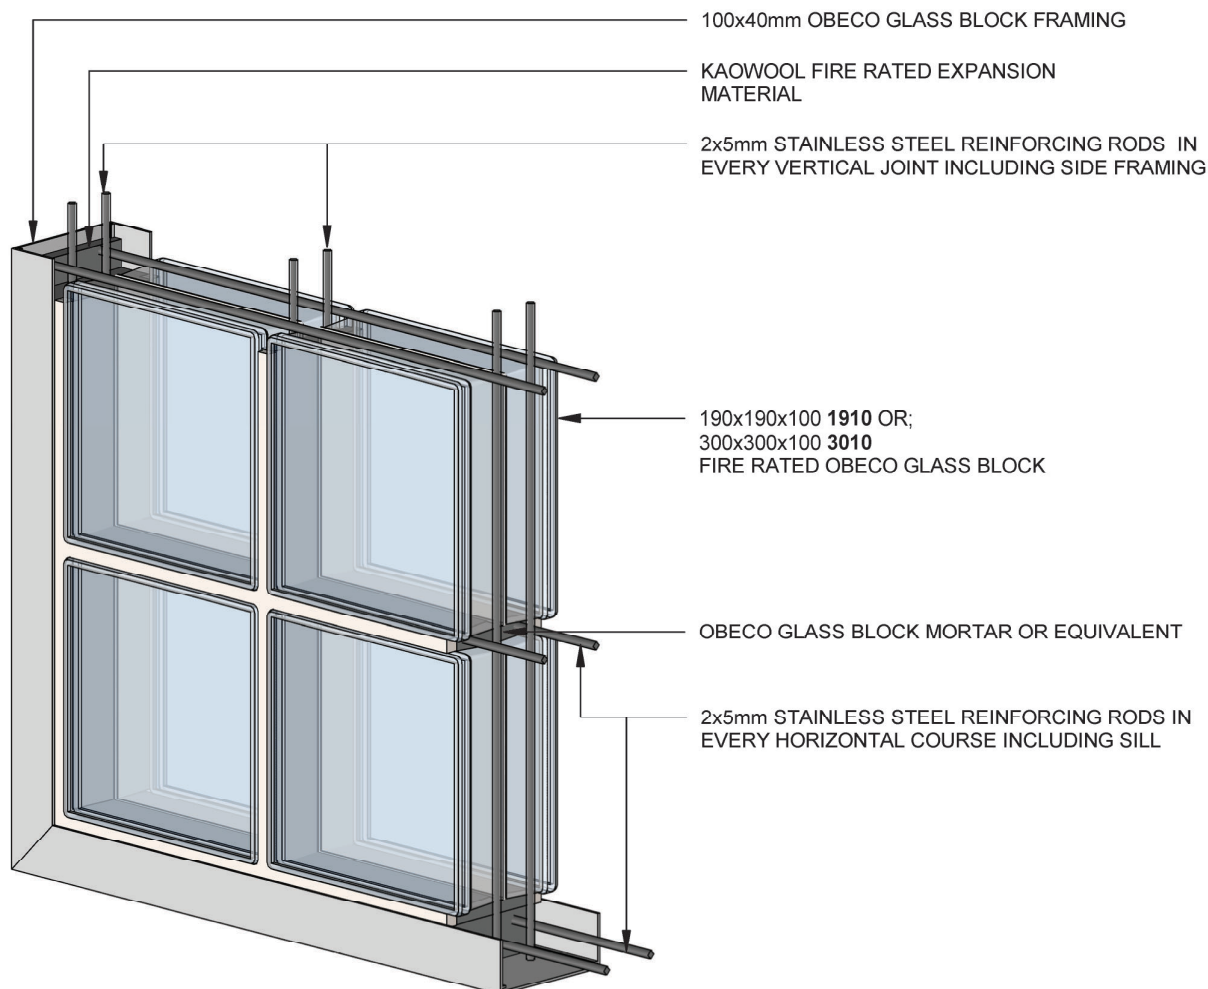 100x40mm OBECO GLASS BLOCK FRAMING
KAOWOOL FIRE RATED EXPANSION
MATERIAL
2x5mm STAINLESS STEEL REINFORCING RODS IN
EVERY VERTICAL JOINT INCLUDING SIDE FRAMING
190x190x100 1910 OR;
300x300x100 3010
FIRE RATED OBECO GLASS BLOCK
OBECO GLASS BLOCK MORTAR OR EQUIVALENT
2x5mm STAINLESS STEEL REINFORCING RODS IN
EVERY HORIZONTAL COURSE INCLUDING SILL